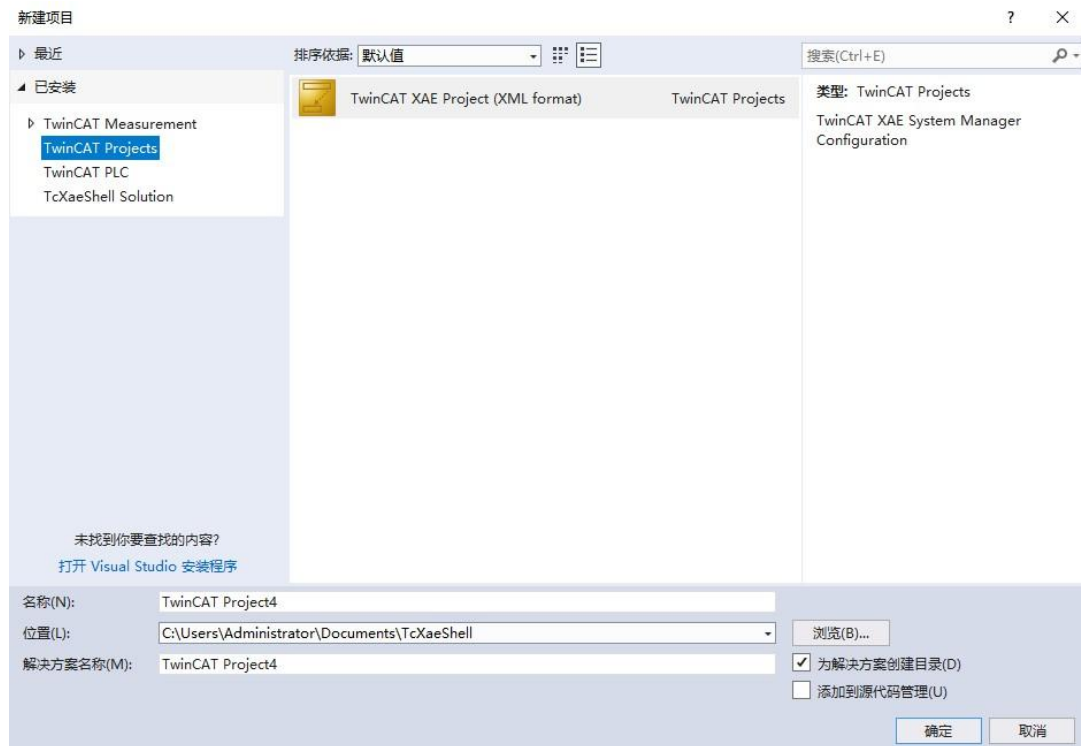 新建项目
最近
已安装
TwinCAT Measurement
TwinCAT Projects
TwinCAT PLC
TcXaeShell Solution
未找到你要查找的内容?
打开 Visual Studio 安装程序
排序依据: 默认值
TwinCAT XAE Project (XML format) TwinCAT Projects
搜索(Ctrl+E)
类型: TwinCAT Projects
TwinCAT XAE System Manager
Configuration
名称(N): TwinCAT Project4
位置(L): C:\Users\Administrator\Documents\TcXaeShell 浏览(B)...
解决方案名称(M): TwinCAT Project4
为解决方案创建目录(D)
添加到源代码管理(U)
确定 取消